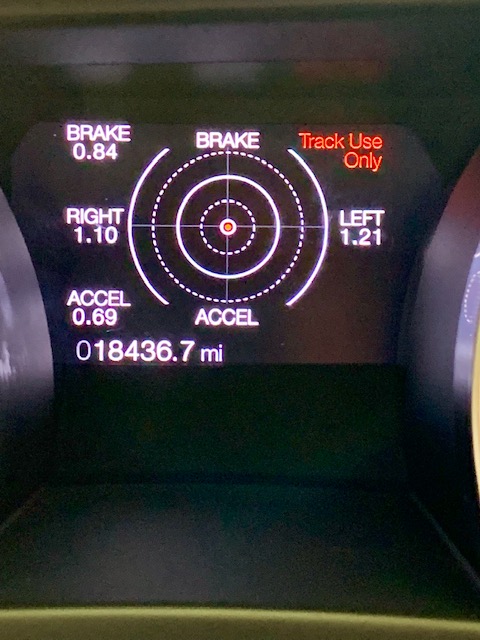 BRAKE
0.84
BRAKE
Track Use
Only
RIGHT
1.10
LEFT
1.21
ACCEL
0.69
ACCEL
018436.7 mi